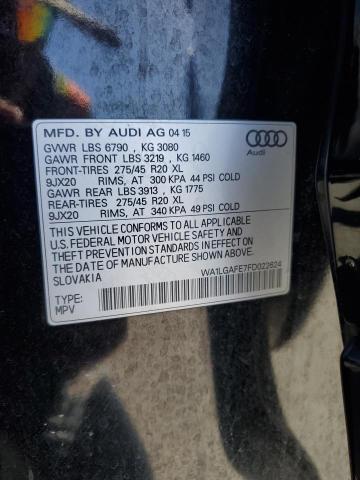 MFD. BY AUDI AG 04 15
GVWR LBS 6790 , KG 3080
GAWR FRONT LBS 3219 , KG 1460
FRONT-TIRES 275/45 R20 XL
9JX20 RIMS, AT 300 KPA 44 PSI COLD
GAWR REAR LBS 3913 , KG 1775
REAR-TIRES 275/45 R20 XL
9JX20 RIMS, AT 340 KPA 49 PSI COLD
Audi
THIS VEHICLE CONFORMS TO ALL APPLICABLE
U.S. FEDERAL MOTOR VEHICLE SAFETY AND
THEFT PREVENTION STANDARDS IN EFFECT ON
THE DATE OF MANUFACTURE SHOWN ABOVE.
SLOVAKIA
WA1LGAFE7FD023624
TYPE:
MPV